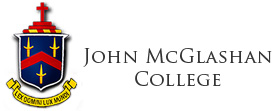 John McGlashan
College
LEX DOMINI LUX MUNDI